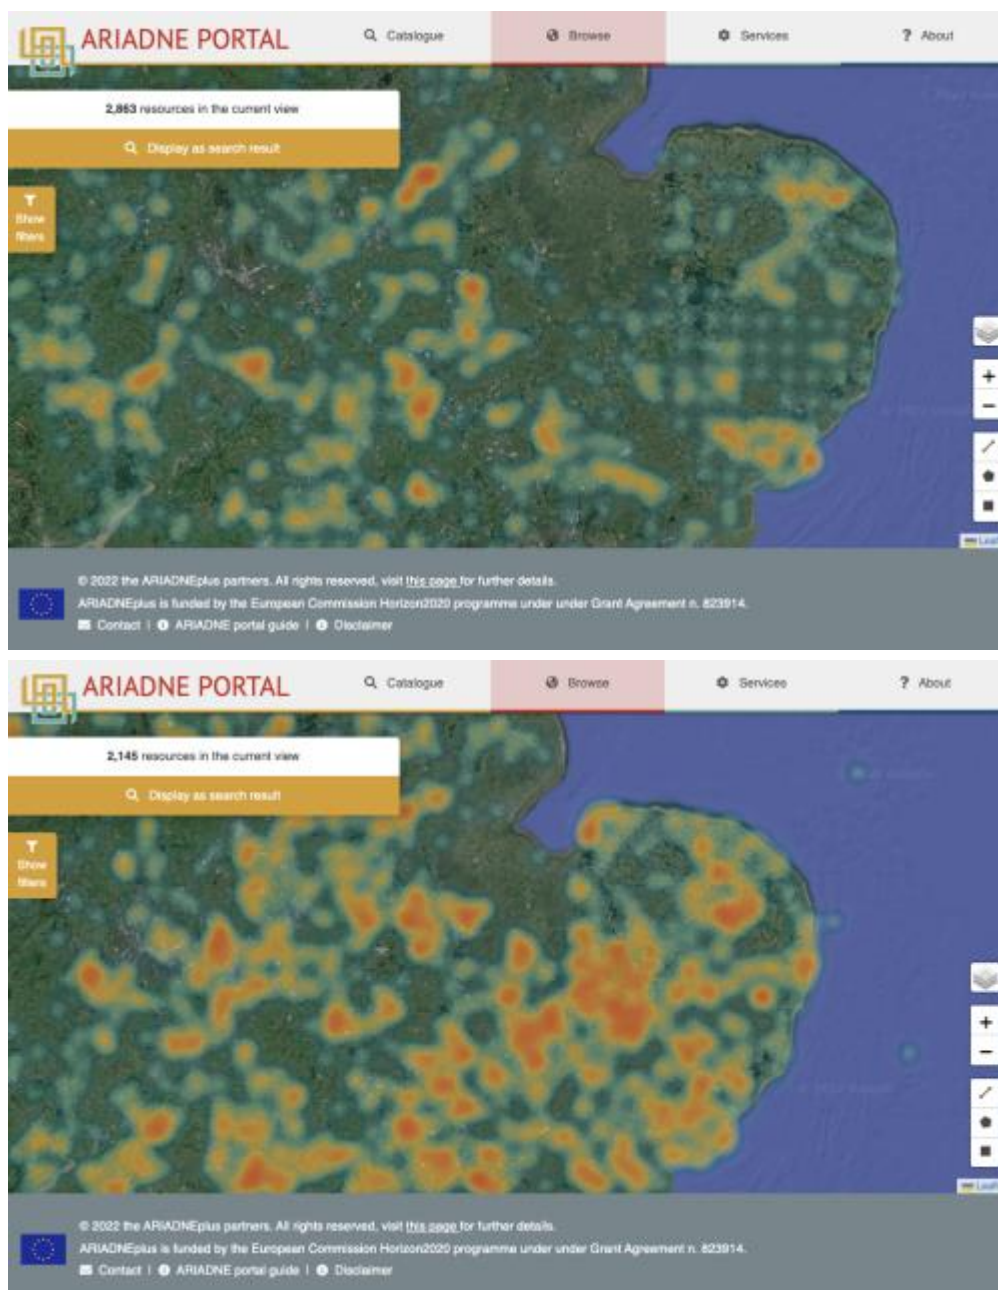 ARIADNE PORTAL
Catalogue
Browse
Services
? About
2,863 resources in the current view
Display as search result
Show
filters
+
−
© 2022 the ARIADNEplus partners. All rights reserved, visit this page for further details.
ARIADNEplus is funded by the European Commission Horizon2020 programme under under Grant Agreement n. 823914.
Contact | ARIADNE portal guide | Disclaimer
ARIADNE PORTAL
Catalogue
Browse
Services
? About
2,145 resources in the current view
Display as search result
Show
filters
+
−
© 2022 the ARIADNEplus partners. All rights reserved, visit this page for further details.
ARIADNEplus is funded by the European Commission Horizon2020 programme under under Grant Agreement n. 823914.
Contact | ARIADNE portal guide | Disclaimer